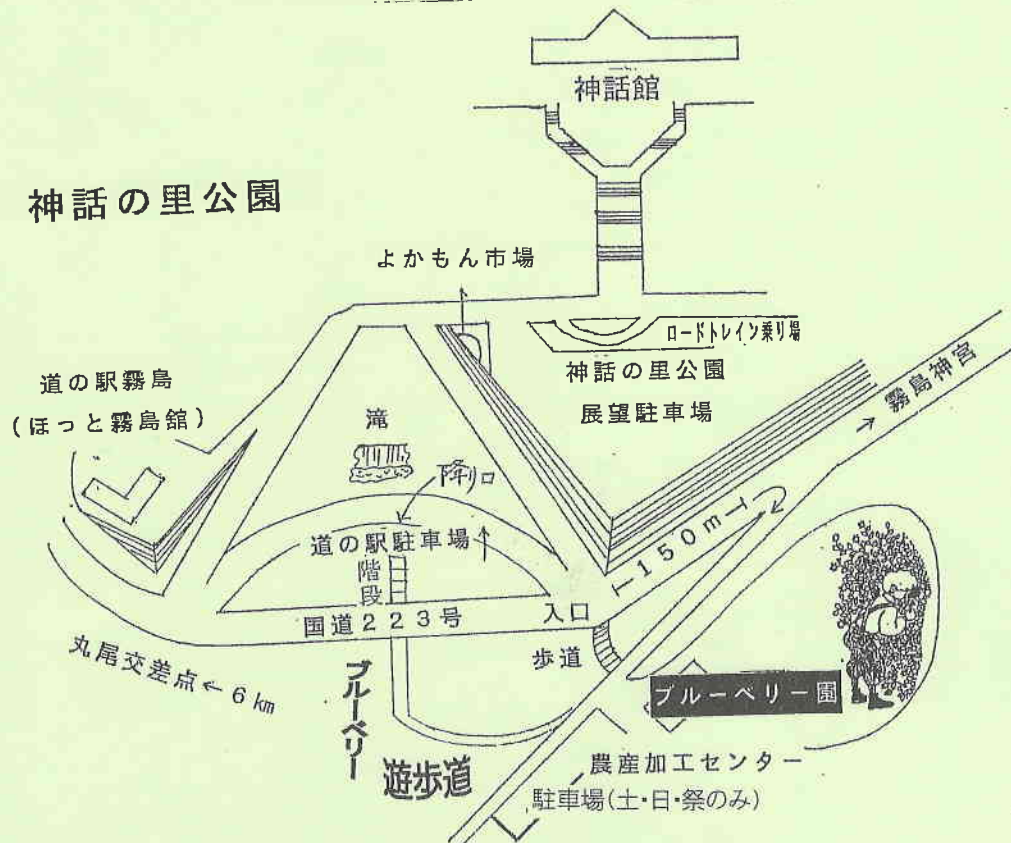 神話館
神話の里公園
よかもん市場
ロードトレイン乗り場
神話の里公園
展望駐車場
道の駅霧島
(ほっと霧島館)
滝
降り口
霧島神宮
150m
道の駅駐車場
階段
入口
国道223号
歩道
丸尾交差点←6km
ブルーベリー
遊歩道
ブルーベリー園
農産加工センター
駐車場(土・日・祭のみ)